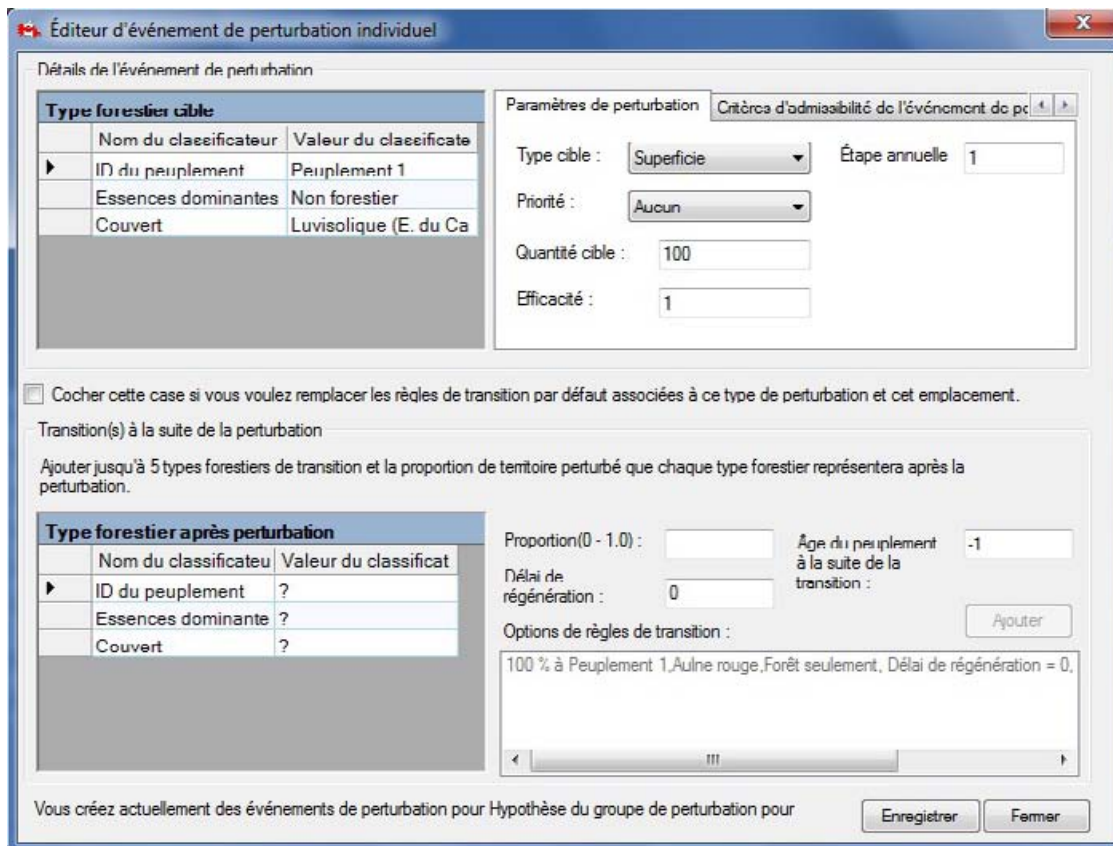 Éditeur d'événement de perturbation individuel
Détails de l'événement de perturbation
Type forestier cible
Nom du classificateur Valeur du classificate
ID du peuplement Peuplement 1
Essences dominantes Non forestier
Couvert Luvisolique (E. du Ca
Paramètres de perturbation Critères d'admissibilité de l'événement de pe
Type cible : Superficie Étape annuelle 1
Priorité : Aucun
Quantité cible : 100
Efficacité : 1
Cocher cette case si vous voulez remplacer les règles de transition par défaut associées à ce type de perturbation et cet emplacement.
Transition(s) à la suite de la perturbation
Ajouter jusqu'à 5 types forestiers de transition et la proportion de territoire perturbé que chaque type forestier représentera après la
perturbation.
Type forestier après perturbation
Nom du classificateu Valeur du classificat
ID du peuplement ?
Essences dominante ?
Couvert ?
Proportion(0 - 1.0) :
Âge du peuplement -1
à la suite de la
transition :
Délai de
régénération : 0
Ajouter
Options de règles de transition :
100 % à Peuplement 1,Aulne rouge,Forêt seulement, Délai de régénération = 0,
Vous créez actuellement des événements de perturbation pour Hypothèse du groupe de perturbation pour
Enregistrer Fermer